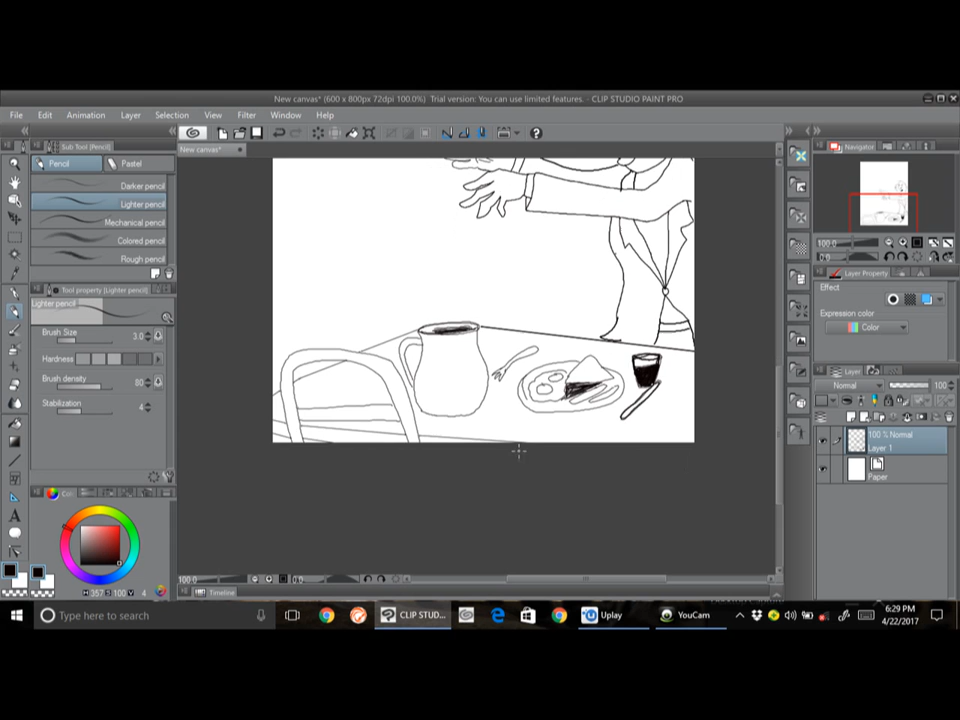 New canvas* (600 x 800px 72dpi 100.0%) Trial version: You can use limited features. - CLIP STUDIO PAINT PRO
File Edit Animation Layer Selection View Filter Window Help
Sub Tool [Pencil]
New canvas*
Navigator
Pencil Pastel
Darker pencil
Lighter pencil
Mechanical pencil
Colored pencil
Rough pencil
100.0
0.0
Tool property [Lighter pencil]
Layer Property
Lighter pencil
Effect
Brush Size 3.0
Expression color
Color
Hardness
Brush density 80
Stabilization 4
Layer
Normal 100
100 % Normal
Layer 1
Paper
100.0 0.0
Timeline
H 357 S 100 V 4
Type here to search
CLIP STUD...
Uplay
YouCam
6:29 PM
4/22/2017